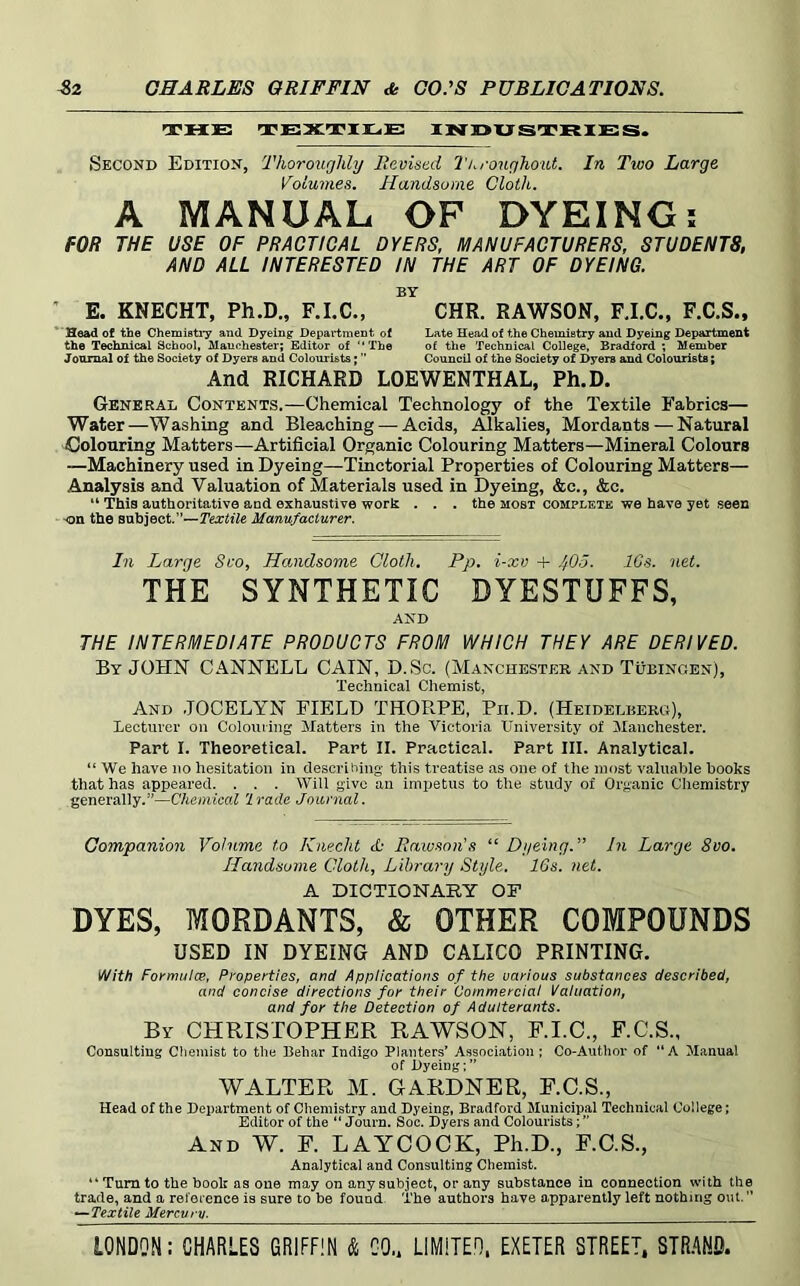 82 CHARLES GRIFFIN & CO.'S PUBLICATIONS.
THE TEXTILE INDUSTRIES.
SECOND EDITION, Thoroughly Revised Throughout. In Two Large
Volumes. Handsome Cloth.
A MANUAL OF DYEING:
FOR THE USE OF PRACTICAL DYERS, MANUFACTURERS, STUDENTS,
AND ALL INTERESTED IN THE ART OF DYEING.
BY
E. KNECHT, Ph.D., F.I.C., CHR. RAWSON, F.I.C., F.C.S.,
Head of the Chemistry and Dyeing Department of Late Head of the Chemistry and Dyeing Department
the Technical School, Manchester; Editor of "The of the Technical College, Bradford ; Member
Journal of the Society of Dyers and Colourists;" Council of the Society of Dyers and Colourists;
And RICHARD LOEWENTHAL, Ph.D.
GENERAL CONTENTS.—Chemical Technology of the Textile Fabrics—
Water—Washing and Bleaching — Acids, Alkalies, Mordants — Natural
Colouring Matters—Artificial Organic Colouring Matters—Mineral Colours
—Machinery used in Dyeing—Tinctorial Properties of Colouring Matters—
Analysis and Valuation of Materials used in Dyeing, &c., &c.
"This authoritative and exhaustive work . . . the MOST COMPLETE we have yet seen
on the subject."—Textile Manufacturer.
In Large 8vo, Handsome Cloth. Pp. i-xv + 405. 16s. net.
THE SYNTHETIC DYESTUFFS,
AND
THE INTERMEDIATE PRODUCTS FROM WHICH THEY ARE DERIVED.
BY JOHN CANNELL CAIN, D.Sc. (MANCHESTER AND TÜBINGEN),
Technical Chemist,
AND JOCELYN FIELD THORPE, PH.D. (HEIDELBERG),
Lecturer on Colouring Matters in the Victoria University of Manchester.
Part I. Theoretical. Part II. Practical. Part III. Analytical.
"We have no hesitation in describing this treatise as one of the most valuable books
that has appeared. . . . Will give an impetus to the study of Organic Chemistry
generally."—Chemical Trade Journal.
Companion Volume to Knecht & Rawson's "Dyeing." In Large 8vo.
Handsome Cloth, Library Style. 16s. net.
A DICTIONARY OF
DYES, MORDANTS, & OTHER COMPOUNDS
USED IN DYEING AND CALICO PRINTING.
With Formulæ, Properties, and Applications of the various substances described,
and concise directions for their Commercial Valuation,
and for the Detection of Adulterants.
BY CHRISTOPHER RAWSON, F.I.C., F.C.S.,
Consulting Chemist to the Behar Indigo Planters' Association ; Co-Author of "A Manual
of Dyeing;"
WALTER M. GARDNER, F.C.S.,
Head of the Department of Chemistry and Dyeing, Bradford Municipal Technical College;
Editor of the "Journ. Soc. Dyers and Colourists;"
AND W. F. LAYCOCK, Ph.D., F.C.S.,
Analytical and Consulting Chemist.
"Turn to the book as one may on any subject, or any substance in connection with the
trade, and a reference is sure to be found. The authors have apparently left nothing out."
—Textile Mercury.
LONDON: CHARLES GRIFFIN & CO., LIMITED, EXETER STREET, STRAND.